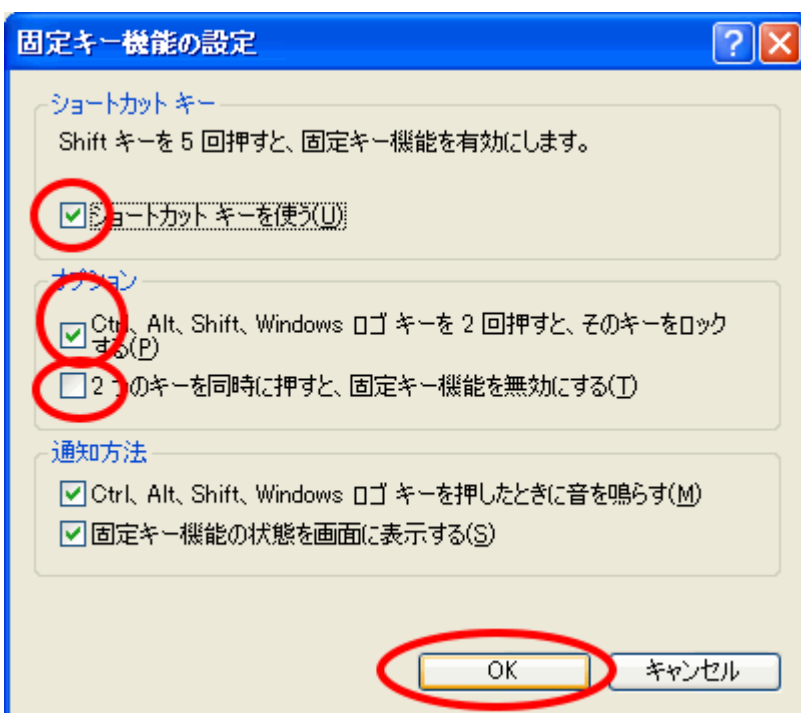 固定キー機能の設定
ショートカット キー
Shift キーを 5 回押すと、固定キー機能を有効にします。
ショートカット キーを使う(U)
オプション
Ctrl、Alt、Shift、Windows ロゴ キーを 2 回押すと、そのキーをロック
する(P)
2 つのキーを同時に押すと、固定キー機能を無効にする(T)
通知方法
Ctrl、Alt、Shift、Windows ロゴ キーを押したときに音を鳴らす(M)
固定キー機能の状態を画面に表示する(S)
OK
キャンセル